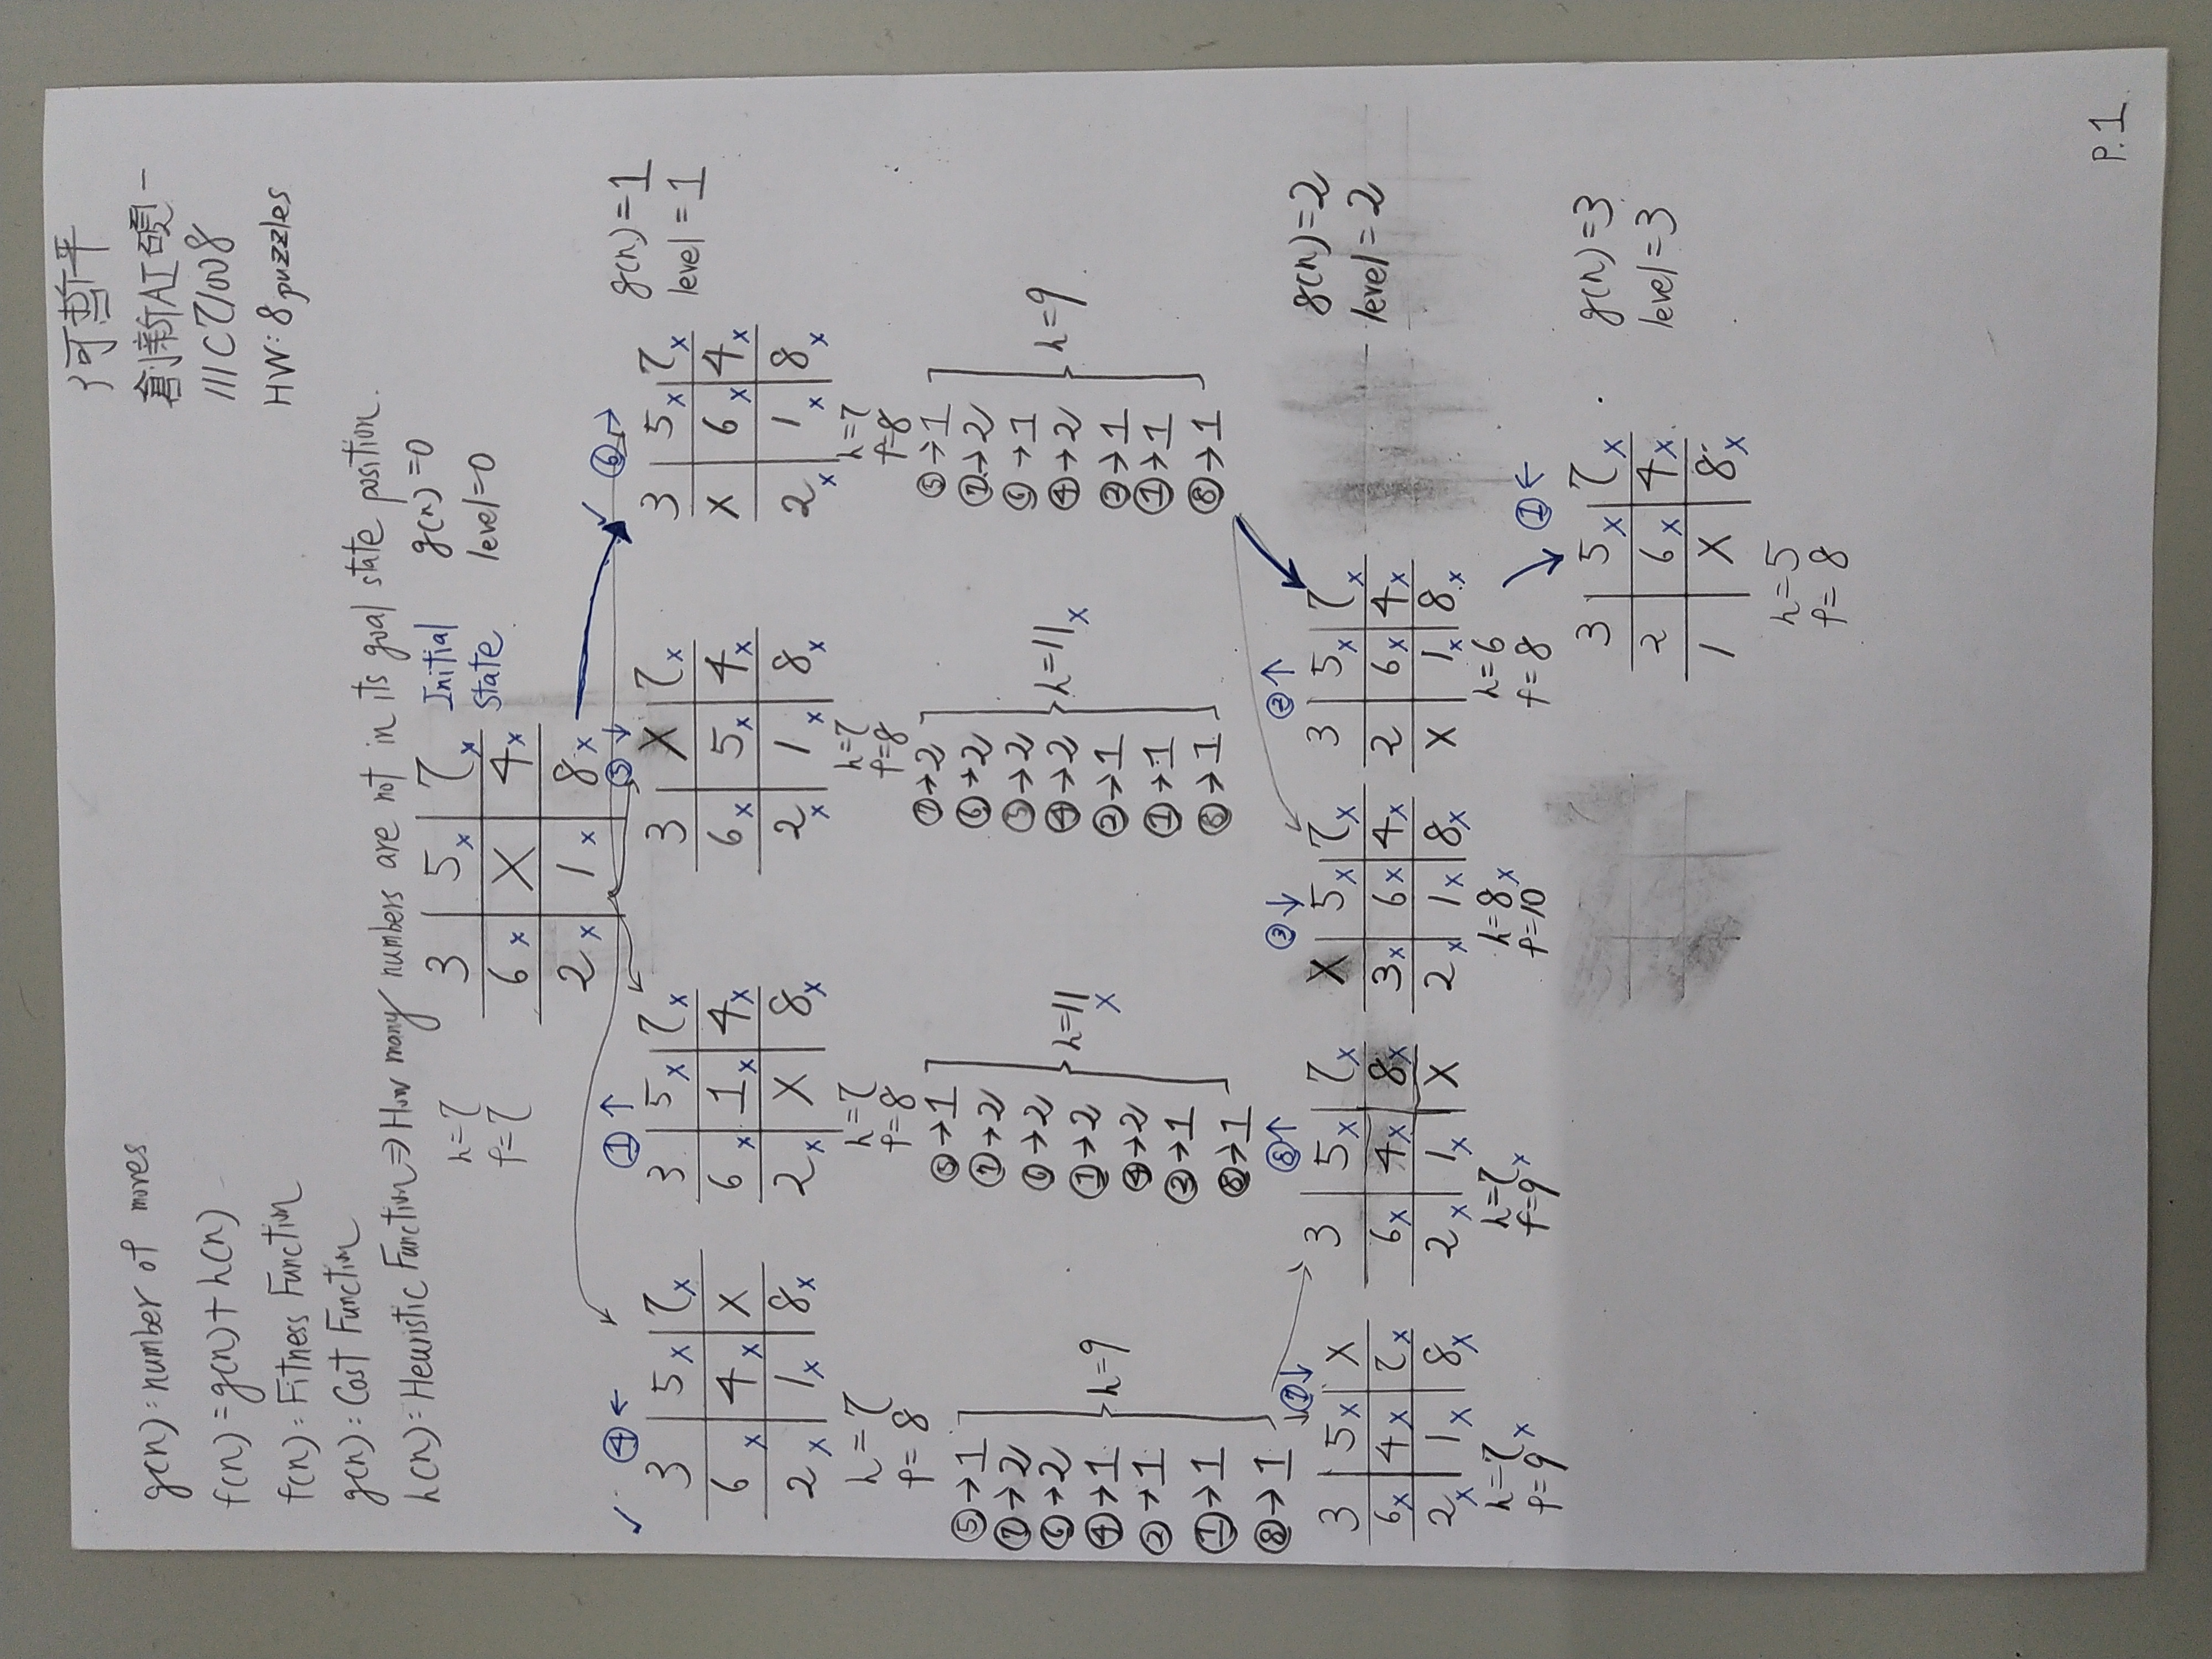 何哲平
創新AI碩一
111C71008
HW: 8 puzzles
g(n): number of moves
f(n) = g(n) + h(n)
f(n): Fitness Function
g(n): Cost Function
h(n): Heuristic Function ⇒ How many numbers are not in its goal state position.
h=7
f=7
3 5x 7x
6x X 4x
2x 1x 8x
Initial
state
g(n)=0
level=0
✓ ④ ←
3 5x 7x
6x 4x X
2x 1x 8x
h=7
f=8
① ↑
3 5x 7x
6x 1x 4x
2x X 8x
h=7
f=8
⑤ ↓
3 X 7x
6x 5x 4x
2x 1x 8x
h=7
f=8
✓ ⑥ →
3 5x 7x
X 6x 4x
2x 1x 8x
h=7
f=8
g(n)=1
level=1
⑤→1
⑦→2
⑥→2
④→1
②→1
①→1
⑧→1
h=9
⑤→1
⑦→2
⑥→2
①→2
④→2
②→1
⑧→1
h=11
x
⑦→2
⑥→2
⑤→2
④→2
②→1
①→1
⑧→1
h=11x
⑤→1
⑦→2
⑥→1
④→2
②→1
①→1
⑧→1
h=9
⑦↓
3 5x X
6x 4x 7x
2x 1x 8x
h=7
f=9x
⑧↑
3 5x 7x
6x 4x 8x
2x 1x X
h=7
f=9x
③↓
X 5x 7x
3x 6x 4x
2x 1x 8x
h=8x
f=10
②↑
3 5x 7x
2 6x 4x
X 1x 8x
h=6
f=8
g(n)=2
level=2
①←
3 5x 7x
2 6x 4x
1 X 8x
h=5
f=8
g(n)=3
level=3
P.1